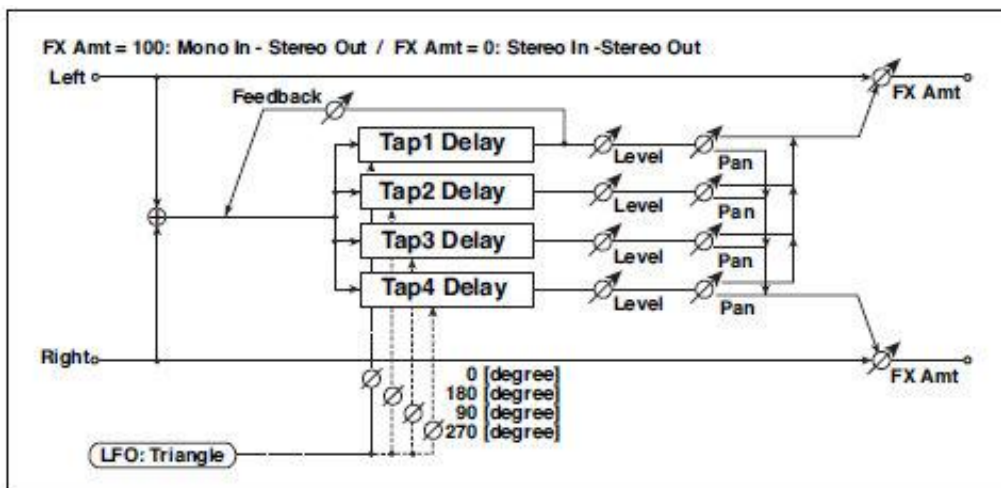 FX Amt = 100: Mono In - Stereo Out / FX Amt = 0: Stereo In -Stereo Out
Left
FX Amt
Feedback
Tap1 Delay
Level
Pan
Tap2 Delay
Level
Pan
Tap3 Delay
Level
Pan
Tap4 Delay
Level
Pan
Right
FX Amt
0 [degree]
180 [degree]
90 [degree]
270 [degree]
LFO: Triangle